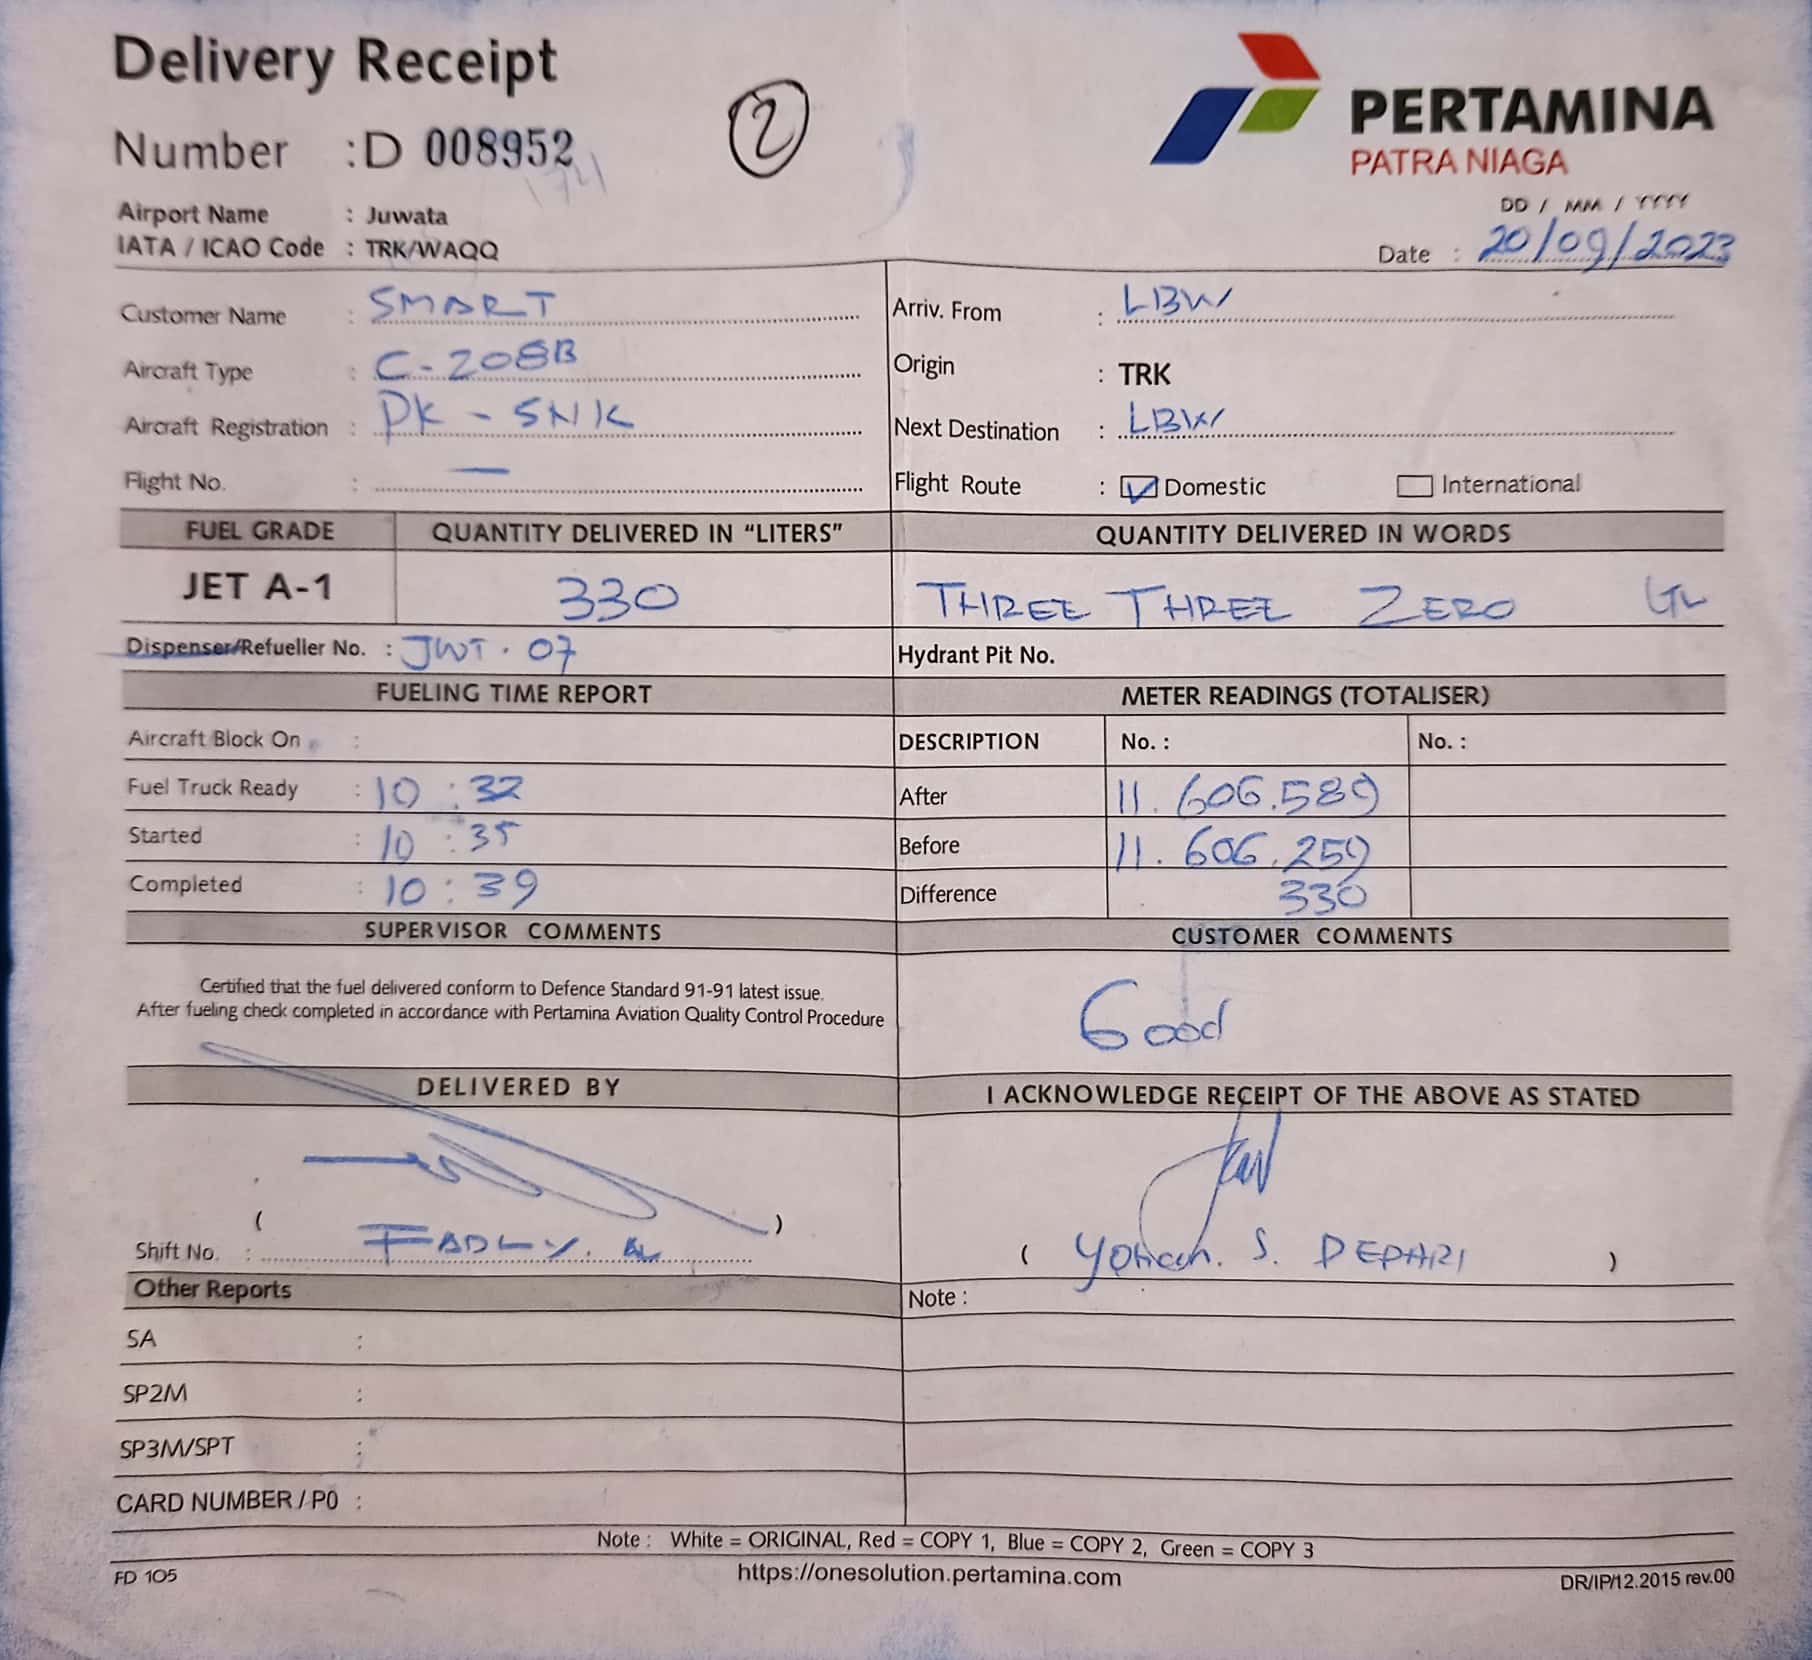 Delivery Receipt
Number : D 008952
2
PERTAMINA
PATRA NIAGA
Airport Name : Juwata
IATA / ICAO Code : TRK/WAQQ
DD / MM / YYYY
Date : 20/09/2023
Customer Name : SMART
Aircraft Type : C-208B
Aircraft Registration : PK - SNK
Flight No. : —
Arriv. From : LBW
Origin : TRK
Next Destination : LBW
Flight Route : Domestic International
FUEL GRADE QUANTITY DELIVERED IN “LITERS” QUANTITY DELIVERED IN WORDS
JET A-1 330 THREE THREE ZERO
Dispenser/Refueller No. : JWT . 07 Hydrant Pit No.
FUELING TIME REPORT METER READINGS (TOTALISER)
Aircraft Block On : DESCRIPTION No. : No. :
Fuel Truck Ready : 10 : 32 After 11.606.589
Started : 10 : 35 Before 11.606.259
Completed : 10 : 39 Difference 330
SUPERVISOR COMMENTS CUSTOMER COMMENTS
Certified that the fuel delivered conform to Defence Standard 91-91 latest issue.
After fueling check completed in accordance with Pertamina Aviation Quality Control Procedure
Good
DELIVERED BY I ACKNOWLEDGE RECEIPT OF THE ABOVE AS STATED
( )
Shift No. : FADLY.
( S. DEPARI )
Other Reports Note :
SA :
SP2M :
SP3M/SPT :
CARD NUMBER / P0 :
Note : White = ORIGINAL, Red = COPY 1, Blue = COPY 2, Green = COPY 3
FD 105 https://onesolution.pertamina.com DR/IP/12.2015 rev.00